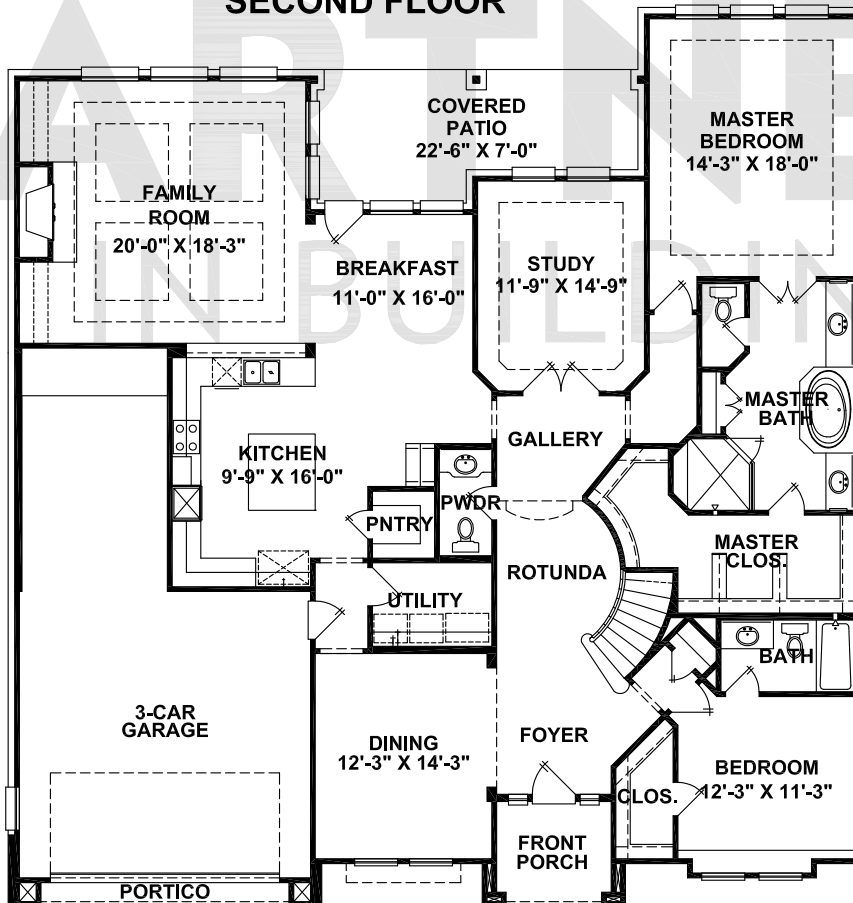 SECOND FLOOR
ARTNE
IN BUILDIN
COVERED
PATIO
22'-6" X 7'-0"
MASTER
BEDROOM
14'-3" X 18'-0"
FAMILY
ROOM
20'-0" X 18'-3"
BREAKFAST
11'-0" X 16'-0"
STUDY
11'-9" X 14'-9"
MASTER
BATH
GALLERY
KITCHEN
9'-9" X 16'-0"
PWDR
PNTRY
MASTER
CLOS.
ROTUNDA
UTILITY
BATH
3-CAR
GARAGE
DINING
12'-3" X 14'-3"
FOYER
BEDROOM
12'-3" X 11'-3"
CLOS.
FRONT
PORCH
PORTICO